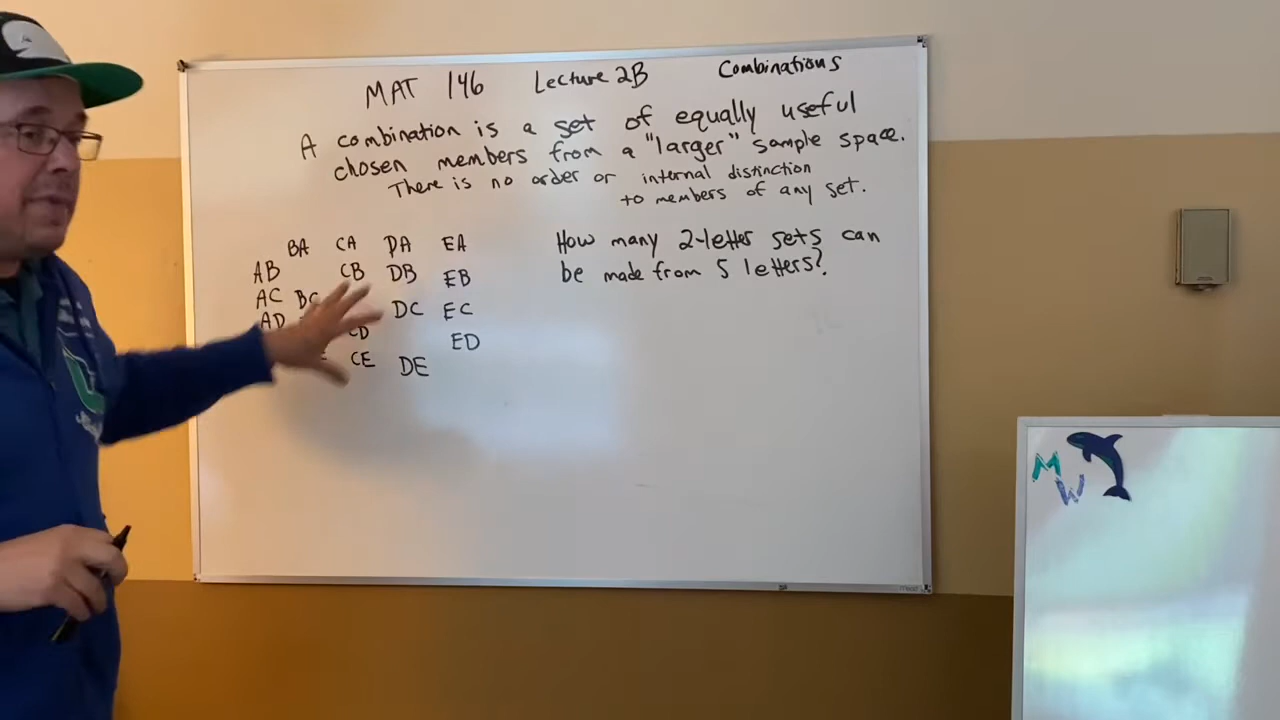 MAT 146 Lecture 2B Combinations
A combination is a set of equally useful
chosen members from a "larger" sample space.
There is no order or internal distinction
to members of any set.
How many 2-letter sets can
be made from 5 letters?
BA CA DA EA
AB CB DB EB
AC BC DC EC
AD CD ED
CE DE
M
W